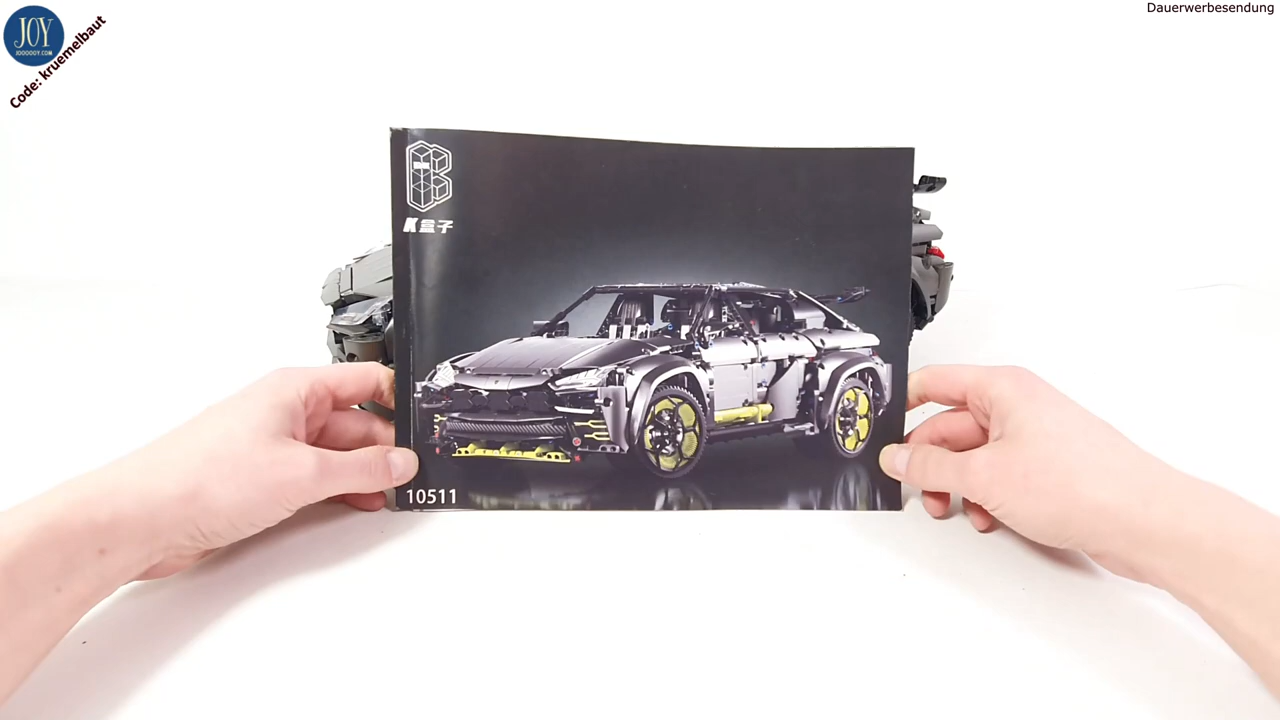 JOY
JOOOOOY.COM
Code: kruemelbaut
Dauerwerbesendung
K盒子
10511